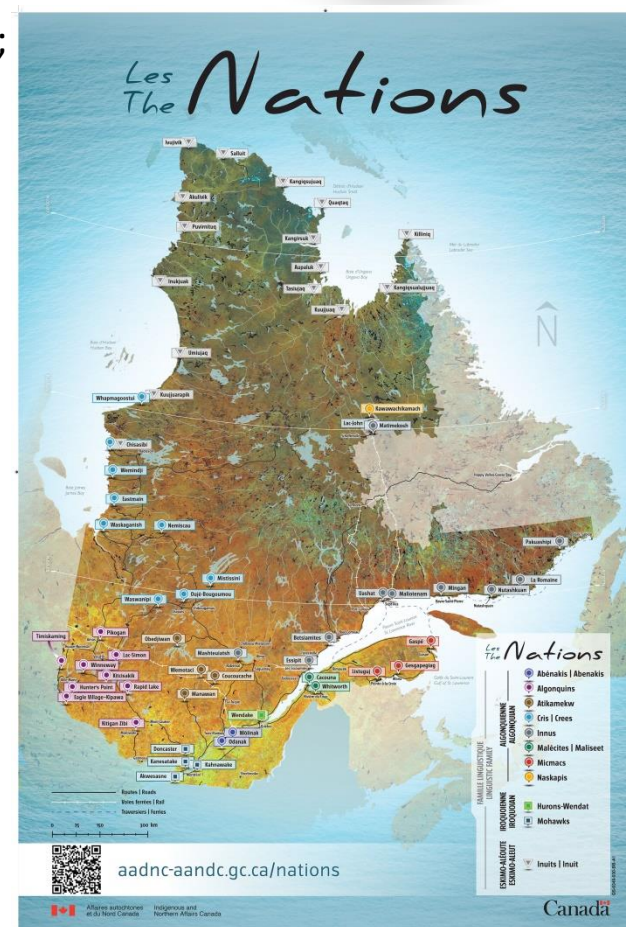 ;
Les
The Nations
Ivujivik
Salluit
Kangiqsujuaq
Akulivik
Quaqtaq
Puvirnituq
Kangirsuk
Killiniq
Aupaluk
Inukjuak
Tasiujaq
Kangiqsualujjuaq
Kuujjuaq
N
Umiujaq
Whapmagoostui
Kuujjuarapik
Kawawachikamach
Lac-John
Matimekosh
Chisasibi
Wemindji
Eastmain
Waskaganish
Nemiscau
Pakuashipi
Mistissini
La Romaine
Mingan
Waswanipi
Oujé-Bougoumou
Uashat
Maliotenam
Nutashkuan
Pikogan
Timiskaming
Obedjiwan
Betsiamites
Lac-Simon
Mashteuiatsh
Gaspé
Winneway
Essipit
Kitcisakik
Wemotaci
Cacouna
Listuguj
Gesgapegiag
Hunter's Point
Rapid Lake
Coucoucache
Whitworth
Eagle Village-Kipawa
Wanawan
Kitigan Zibi
Wendake
Wôlinak
Odanak
Doncaster
Kanesatake
Kahnawake
Akwesasne
Routes | Roads
Voies ferrées | Rail
Traversiers | Ferries
Les
The Nations
FAMILLE LINGUISTIQUE
LINGUISTIC FAMILY
ALGONQUIENNE
ALGONQUIAN
Abénakis | Abenakis
Algonquins
Atikamekw
Cris | Crees
Innus
Malécites | Maliseet
Micmacs
Naskapis
IROQUOIENNE
IROQUOIAN
Hurons-Wendat
Mohawks
ESKIMO-ALÉOUTE
ESKIMO-ALEUT
Inuits | Inuit
aadnc-aandc.gc.ca/nations
Affaires autochtones
et du Nord Canada
Indigenous and
Northern Affairs Canada
Canada